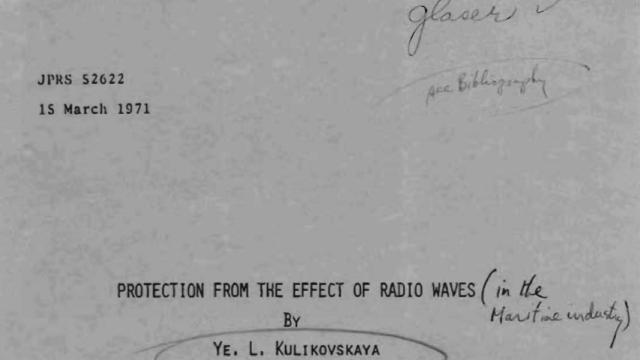 glaser ✓
JPRS 52622
see Bibliography
15 March 1971
PROTECTION FROM THE EFFECT OF RADIO WAVES (in the
Maritime industry)
BY
YE. L. KULIKOVSKAYA